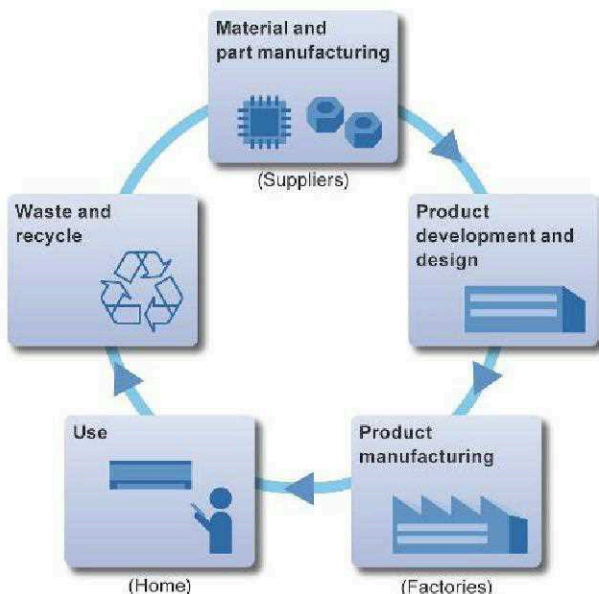 Material and
part manufacturing
(Suppliers)
Product
development and
design
Product
manufacturing
(Factories)
Use
(Home)
Waste and
recycle